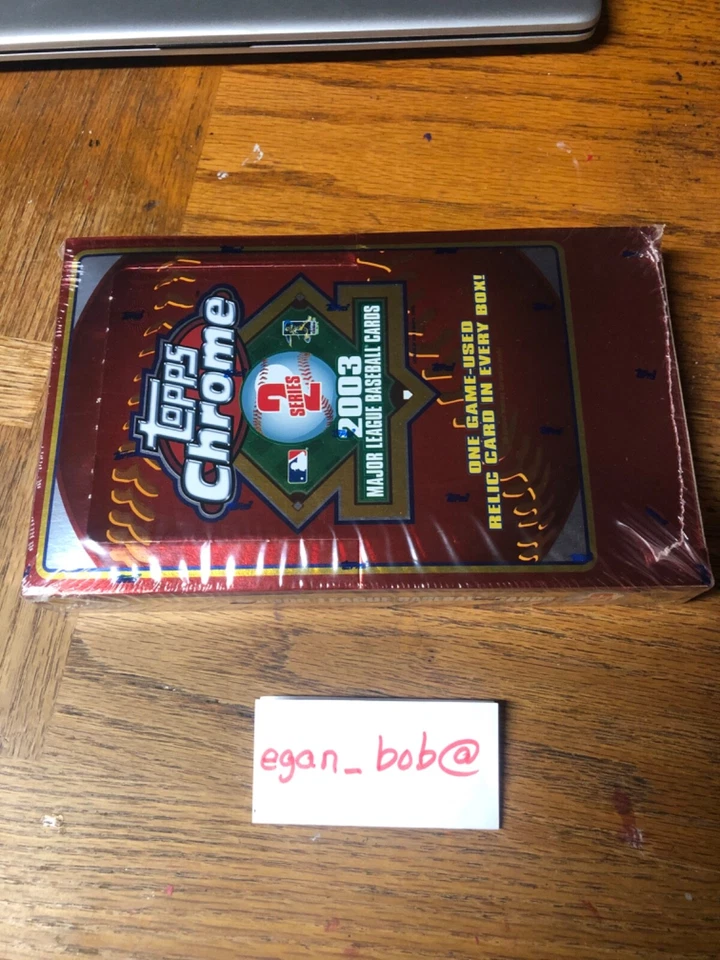 topps
Chrome
2
SERIES
2003
MAJOR LEAGUE BASEBALL CARDS
ONE GAME-USED
RELIC CARD IN EVERY BOX!
egan_bob@